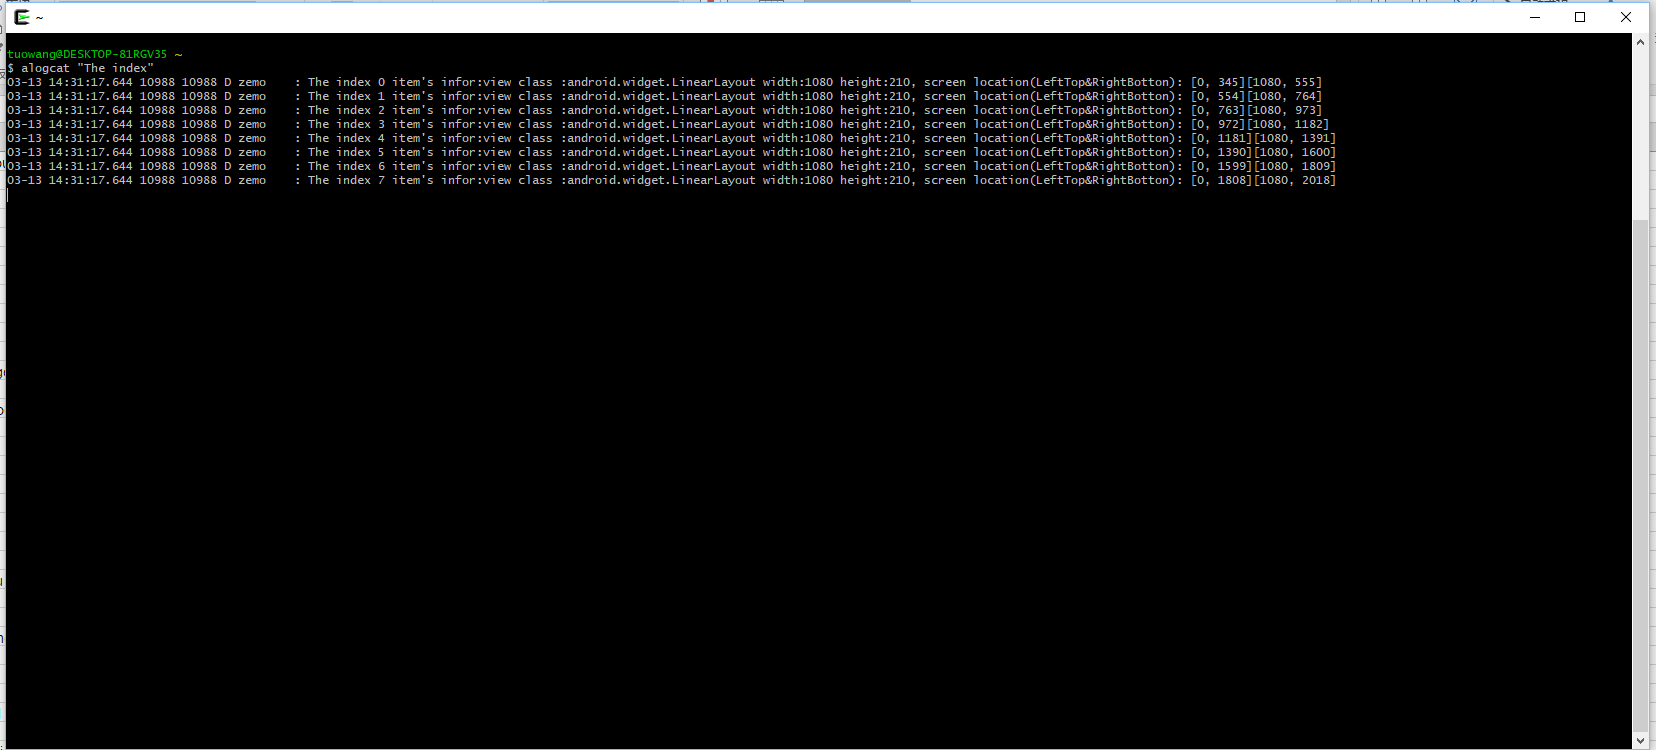 ~
tuowang@DESKTOP-81RGV35 ~
$ alogcat "The index"
03-13 14:31:17.644 10988 10988 D zemo    : The index 0 item's infor:view class :android.widget.LinearLayout width:1080 height:210, screen location(LeftTop&RightBotton): [0, 345][1080, 555]
03-13 14:31:17.644 10988 10988 D zemo    : The index 1 item's infor:view class :android.widget.LinearLayout width:1080 height:210, screen location(LeftTop&RightBotton): [0, 554][1080, 764]
03-13 14:31:17.644 10988 10988 D zemo    : The index 2 item's infor:view class :android.widget.LinearLayout width:1080 height:210, screen location(LeftTop&RightBotton): [0, 763][1080, 973]
03-13 14:31:17.644 10988 10988 D zemo    : The index 3 item's infor:view class :android.widget.LinearLayout width:1080 height:210, screen location(LeftTop&RightBotton): [0, 972][1080, 1182]
03-13 14:31:17.644 10988 10988 D zemo    : The index 4 item's infor:view class :android.widget.LinearLayout width:1080 height:210, screen location(LeftTop&RightBotton): [0, 1181][1080, 1391]
03-13 14:31:17.644 10988 10988 D zemo    : The index 5 item's infor:view class :android.widget.LinearLayout width:1080 height:210, screen location(LeftTop&RightBotton): [0, 1390][1080, 1600]
03-13 14:31:17.644 10988 10988 D zemo    : The index 6 item's infor:view class :android.widget.LinearLayout width:1080 height:210, screen location(LeftTop&RightBotton): [0, 1599][1080, 1809]
03-13 14:31:17.644 10988 10988 D zemo    : The index 7 item's infor:view class :android.widget.LinearLayout width:1080 height:210, screen location(LeftTop&RightBotton): [0, 1808][1080, 2018]